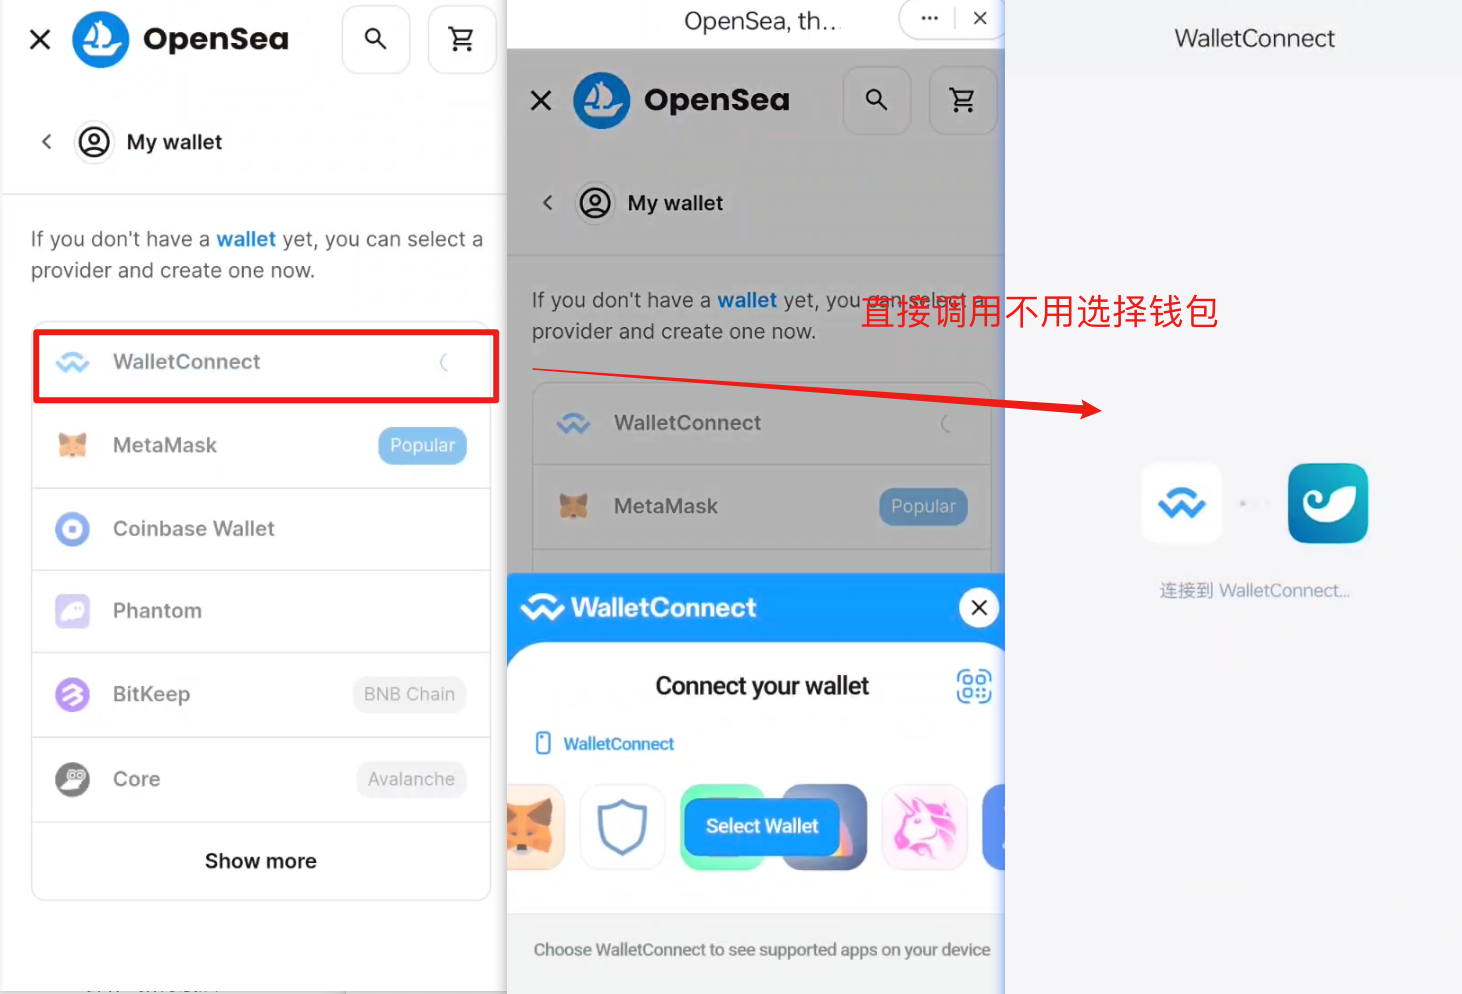 OpenSea
My wallet
If you don't have a wallet yet, you can select a
provider and create one now.
WalletConnect
MetaMask
Popular
Coinbase Wallet
Phantom
BitKeep
BNB Chain
Core
Avalanche
Show more
OpenSea, th...
OpenSea
My wallet
If you don't have a wallet yet, you can select a
provider and create one now.
直接调用不用选择钱包
WalletConnect
MetaMask
Popular
WalletConnect
Connect your wallet
WalletConnect
Select Wallet
Choose WalletConnect to see supported apps on your device
WalletConnect
连接到 WalletConnect...